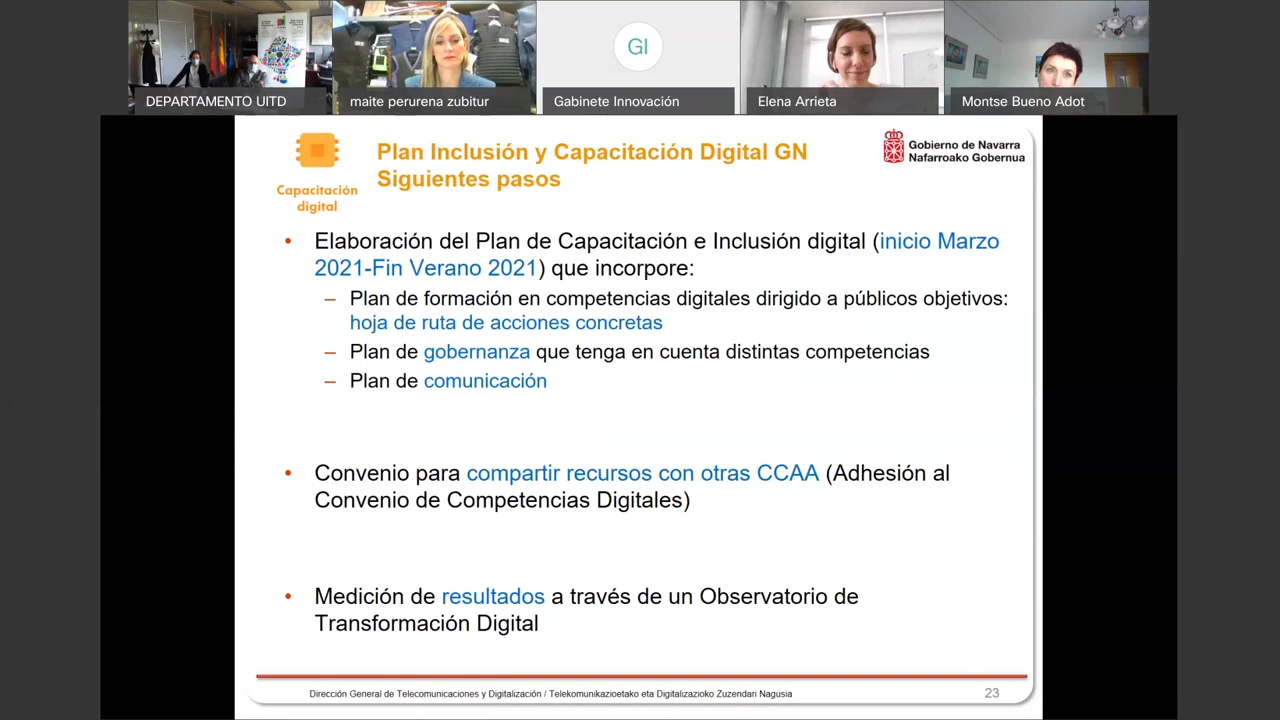 DEPARTAMENTO UITD
maite perurena zubitur
GI
Gabinete Innovación
Elena Arrieta
Montse Bueno Adot
Capacitación
digital
Plan Inclusión y Capacitación Digital GN
Siguientes pasos
Gobierno de Navarra
Nafarroako Gobernua
• Elaboración del Plan de Capacitación e Inclusión digital (inicio Marzo
2021-Fin Verano 2021) que incorpore:
– Plan de formación en competencias digitales dirigido a públicos objetivos:
hoja de ruta de acciones concretas
– Plan de gobernanza que tenga en cuenta distintas competencias
– Plan de comunicación
• Convenio para compartir recursos con otras CCAA (Adhesión al
Convenio de Competencias Digitales)
• Medición de resultados a través de un Observatorio de
Transformación Digital
Dirección General de Telecomunicaciones y Digitalización / Telekomunikazioetako eta Digitalizazioko Zuzendari Nagusia
23